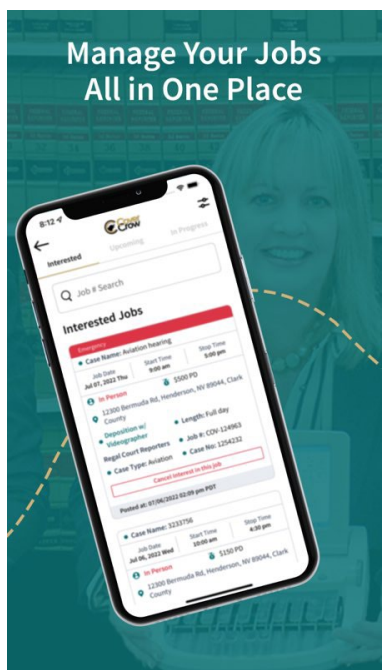 Manage Your Jobs
All in One Place
8:12
Cover
Crow
Interested Upcoming In Progress
Job # Search
Interested Jobs
Emergency
Case Name: Aviation hearing
Job Date Start Time Stop Time
Jul 07, 2022 Thu 9:00 am 5:00 pm
In Person $500 PD
12300 Bermuda Rd, Henderson, NV 89044, Clark
County
Deposition w/ Length: Full day
Videographer
Regal Court Reporters Job #: COV-124963
Case Type: Aviation Case No: 1254232
Cancel Interest in this job
Posted at: 07/06/2022 02:09 pm PDT
Case Name: 3233756
Job Date Start Time Stop Time
Jul 06, 2022 Wed 10:00 am 4:30 pm
In Person $150 PD
12300 Bermuda Rd, Henderson, NV 89044, Clark
County